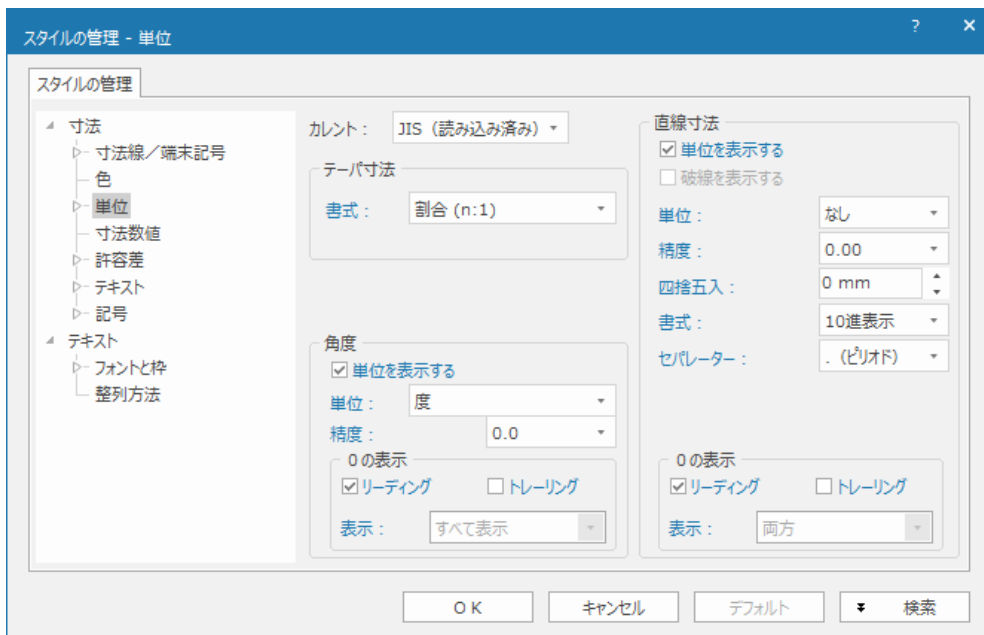 スタイルの管理 - 単位
?
×
スタイルの管理
寸法
寸法線／端末記号
色
単位
寸法数値
許容差
テキスト
記号
テキスト
フォントと枠
整列方法
カレント： JIS（読み込み済み）
テーパ寸法
書式： 割合 (n:1)
角度
単位を表示する
単位： 度
精度： 0.0
0 の表示
リーディング トレーリング
表示： すべて表示
直線寸法
単位を表示する
破線を表示する
単位： なし
精度： 0.00
四捨五入： 0 mm
書式： 10進表示
セパレーター： .（ピリオド）
0 の表示
リーディング トレーリング
表示： 両方
ＯＫ キャンセル デフォルト 検索